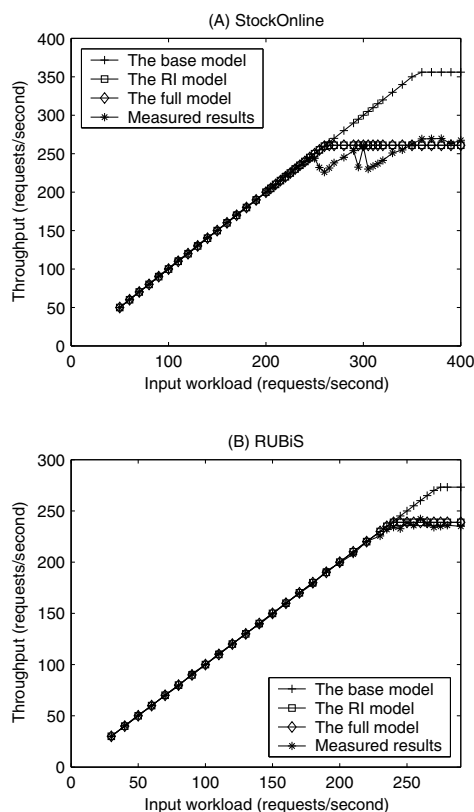 (A) StockOnline
400
350
300
250
200
150
100
50
0
Throughput (requests/second)
The base model
The RI model
The full model
Measured results
0
100
200
300
400
Input workload (requests/second)
(B) RUBiS
300
250
200
150
100
50
0
Throughput (requests/second)
The base model
The RI model
The full model
Measured results
0
50
100
150
200
250
Input workload (requests/second)